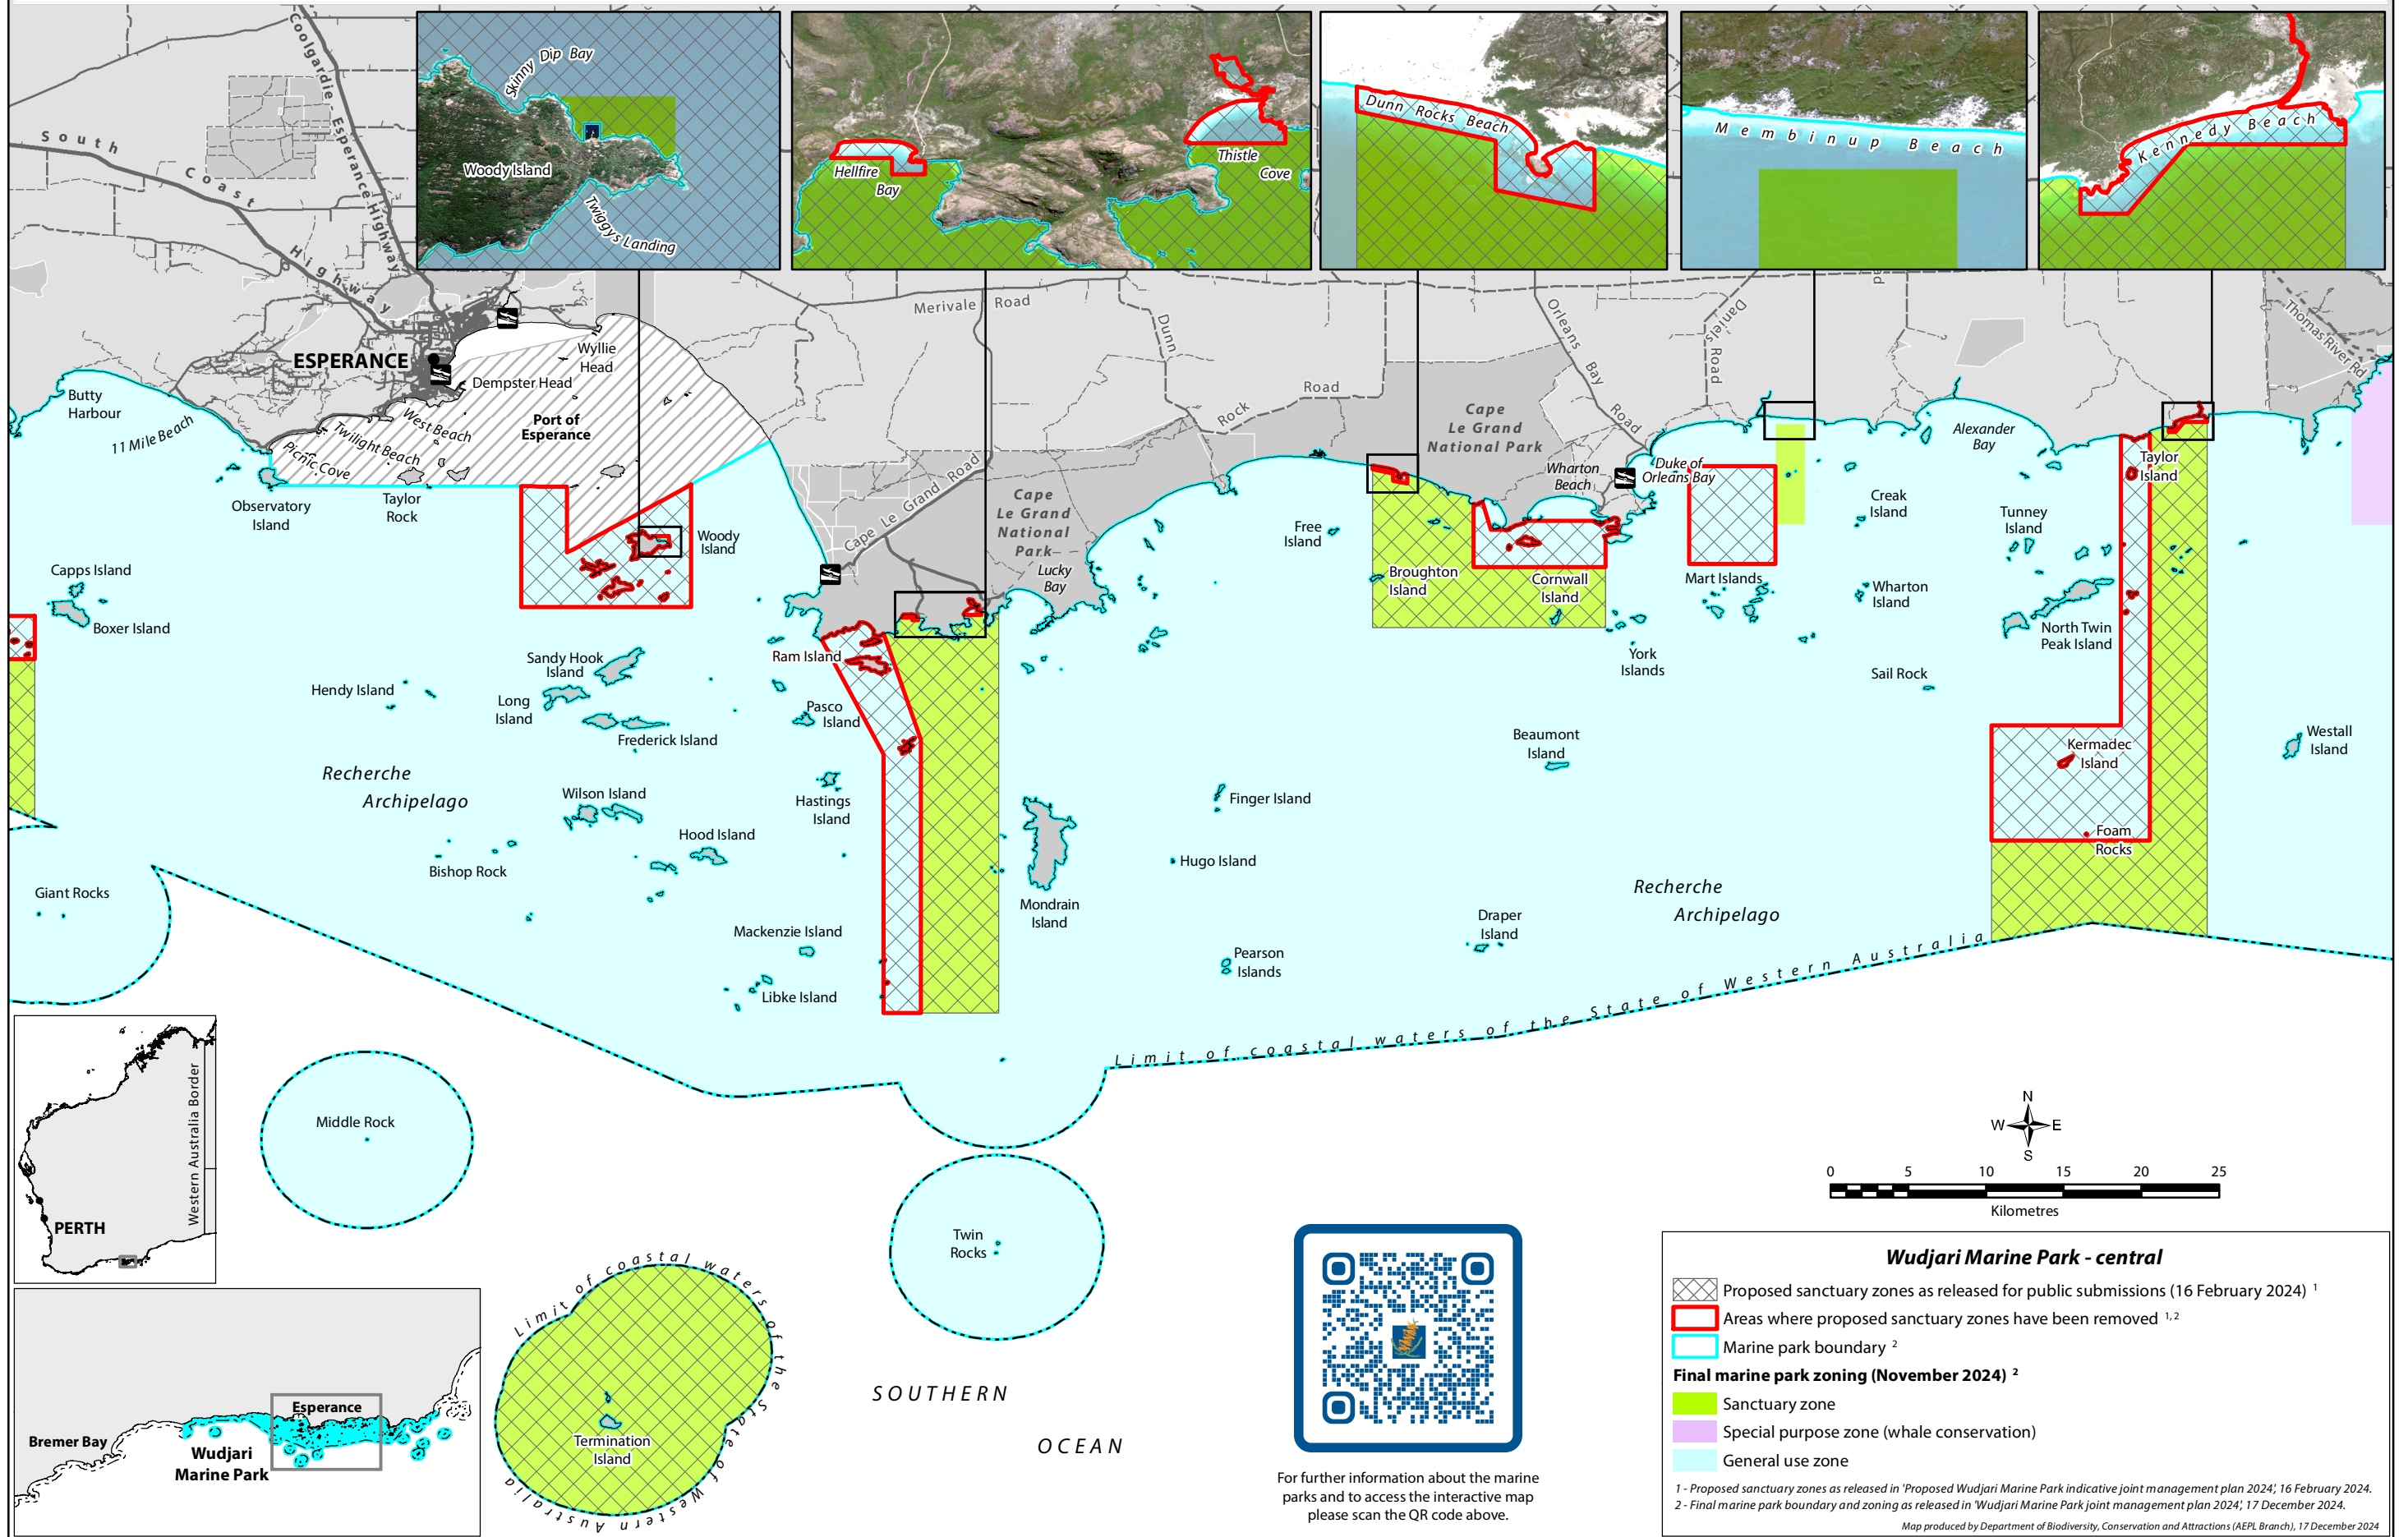 Coolgardie - Esperance Highway
South Coast Highway
Skinny Dip Bay
Woody Island
Twiggys Landing
Hellfire
Bay
Thistle
Cove
Dunn Rocks Beach
Membinup Beach
Kennedy Beach
Merivale Road
Dunn
Rock
Road
Orleans Bay Road
Daniels Road
Thomas River Rd
ESPERANCE
Wyllie
Head
Dempster Head
Port of
Esperance
Butty
Harbour
11 Mile Beach
West Beach
Twilight Beach
Picnic Cove
Observatory
Island
Taylor
Rock
Woody
Island
Cape Le Grand Road
Cape
Le Grand
National
Park
Lucky
Bay
Cape
Le Grand
National Park
Wharton
Beach
Duke of
Orleans Bay
Alexander
Bay
Taylor
Island
Free
Island
Broughton
Island
Cornwall
Island
Mart Islands
Creak
Island
Tunney
Island
Wharton
Island
North Twin
Peak Island
York
Islands
Sail Rock
Capps Island
Boxer Island
Hendy Island
Sandy Hook
Island
Long
Island
Frederick Island
Ram Island
Pasco
Island
Beaumont
Island
Kermadec
Island
Westall
Island
Recherche
Archipelago
Wilson Island
Hastings
Island
Finger Island
Foam
Rocks
Hood Island
Bishop Rock
Hugo Island
Giant Rocks
Mondrain
Island
Recherche
Archipelago
Draper
Island
Mackenzie Island
Pearson
Islands
Libke Island
Limit of coastal waters of the State of Western Australia
Western Australia Border
PERTH
Middle Rock
Twin
Rocks
N
W E
S
0 5 10 15 20 25
Kilometres
Limit of coastal waters of the State of Western Australia
Termination
Island
SOUTHERN
OCEAN
Esperance
Bremer Bay
Wudjari
Marine Park
For further information about the marine
parks and to access the interactive map
please scan the QR code above.
Wudjari Marine Park - central
Proposed sanctuary zones as released for public submissions (16 February 2024) 1
Areas where proposed sanctuary zones have been removed 1,2
Marine park boundary 2
Final marine park zoning (November 2024) 2
Sanctuary zone
Special purpose zone (whale conservation)
General use zone
1 - Proposed sanctuary zones as released in 'Proposed Wudjari Marine Park indicative joint management plan 2024', 16 February 2024.
2 - Final marine park boundary and zoning as released in 'Wudjari Marine Park joint management plan 2024', 17 December 2024.
Map produced by Department of Biodiversity, Conservation and Attractions (AEPL Branch), 17 December 2024